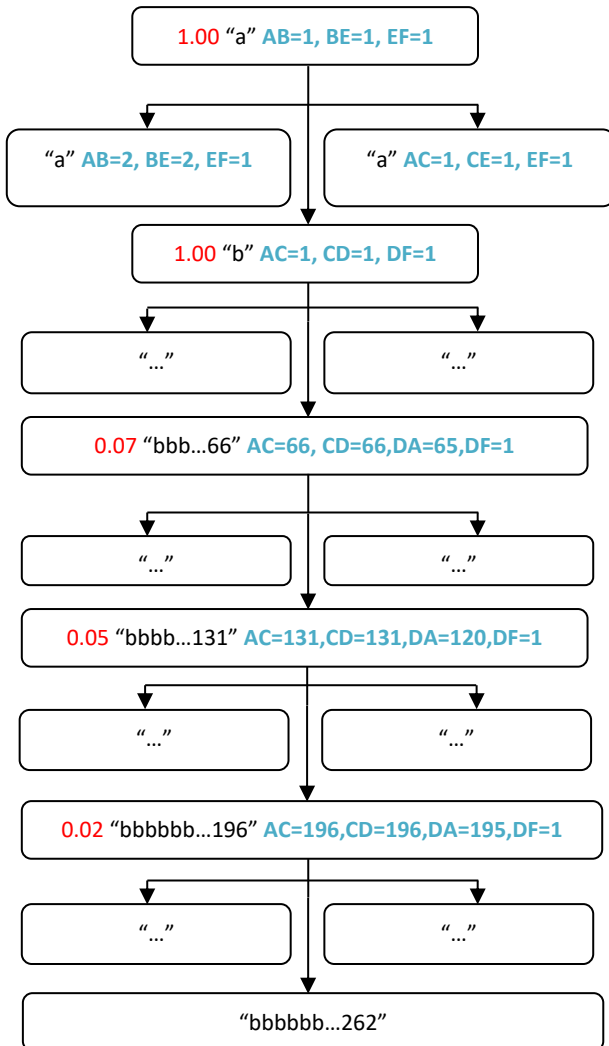 1.00 “a” AB=1, BE=1, EF=1
“a” AB=2, BE=2, EF=1
“a” AC=1, CE=1, EF=1
1.00 “b” AC=1, CD=1, DF=1
“…”
“…”
0.07 “bbb…66” AC=66, CD=66,DA=65,DF=1
“…”
“…”
0.05 “bbbb…131” AC=131,CD=131,DA=120,DF=1
“…”
“…”
0.02 “bbbbbb…196” AC=196,CD=196,DA=195,DF=1
“…”
“…”
“bbbbbb…262”